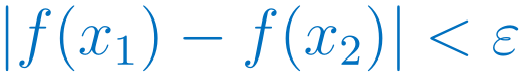 |f(x₁) − f(x₂)| < ε